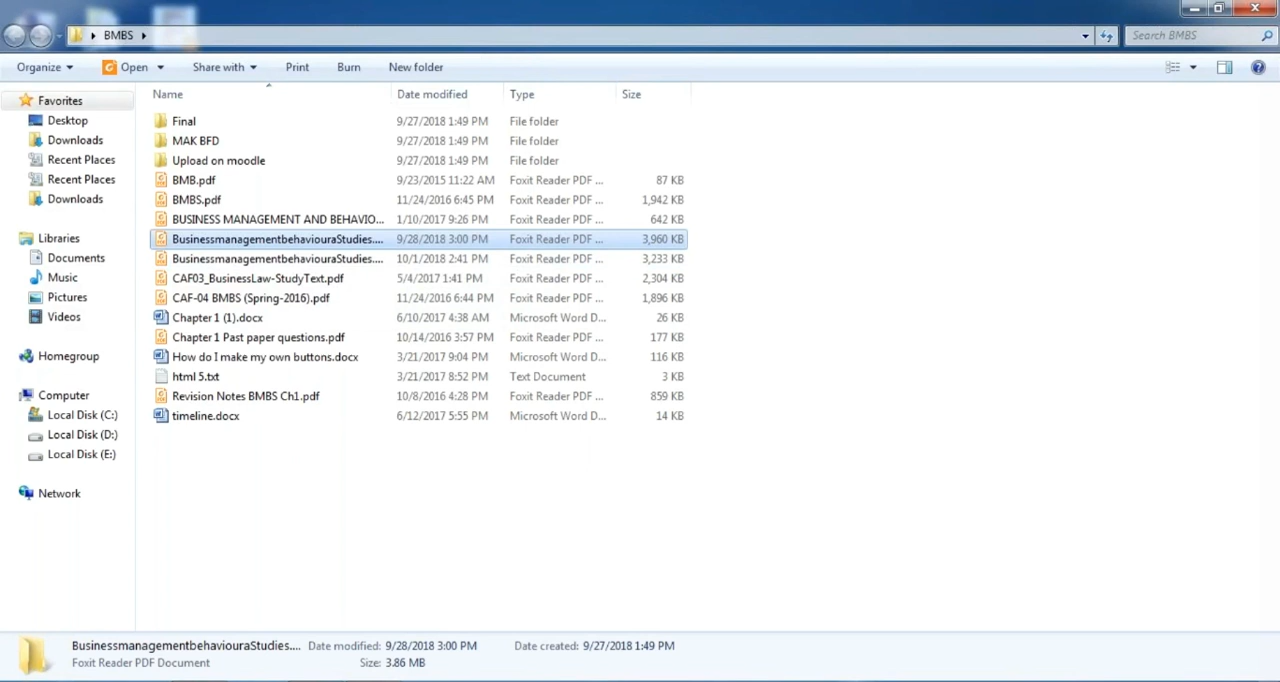 BMBS
Search BMBS
Organize Open Share with Print Burn New folder
Name Date modified Type Size
Favorites
Desktop
Downloads
Recent Places
Recent Places
Downloads
Libraries
Documents
Music
Pictures
Videos
Homegroup
Computer
Local Disk (C:)
Local Disk (D:)
Local Disk (E:)
Network
Final 9/27/2018 1:49 PM File folder
MAK BFD 9/27/2018 1:49 PM File folder
Upload on moodle 9/27/2018 1:49 PM File folder
BMB.pdf 9/23/2015 11:22 AM Foxit Reader PDF ... 87 KB
BMBS.pdf 11/24/2016 6:45 PM Foxit Reader PDF ... 1,942 KB
BUSINESS MANAGEMENT AND BEHAVIO... 1/10/2017 9:26 PM Foxit Reader PDF ... 642 KB
BusinessmanagementbehaviouraStudies.... 9/28/2018 3:00 PM Foxit Reader PDF ... 3,960 KB
BusinessmanagementbehaviouraStudies.... 10/1/2018 2:41 PM Foxit Reader PDF ... 3,233 KB
CAF03_BusinessLaw-StudyText.pdf 5/4/2017 1:41 PM Foxit Reader PDF ... 2,304 KB
CAF-04 BMBS (Spring-2016).pdf 11/24/2016 6:44 PM Foxit Reader PDF ... 1,896 KB
Chapter 1 (1).docx 6/10/2017 4:38 AM Microsoft Word D... 26 KB
Chapter 1 Past paper questions.pdf 10/14/2016 3:57 PM Foxit Reader PDF ... 177 KB
How do I make my own buttons.docx 3/21/2017 9:04 PM Microsoft Word D... 116 KB
html 5.txt 3/21/2017 8:52 PM Text Document 3 KB
Revision Notes BMBS Ch1.pdf 10/8/2016 4:28 PM Foxit Reader PDF ... 859 KB
timeline.docx 6/12/2017 5:55 PM Microsoft Word D... 14 KB
BusinessmanagementbehaviouraStudies.... Date modified: 9/28/2018 3:00 PM Date created: 9/27/2018 1:49 PM
Foxit Reader PDF Document Size: 3.86 MB